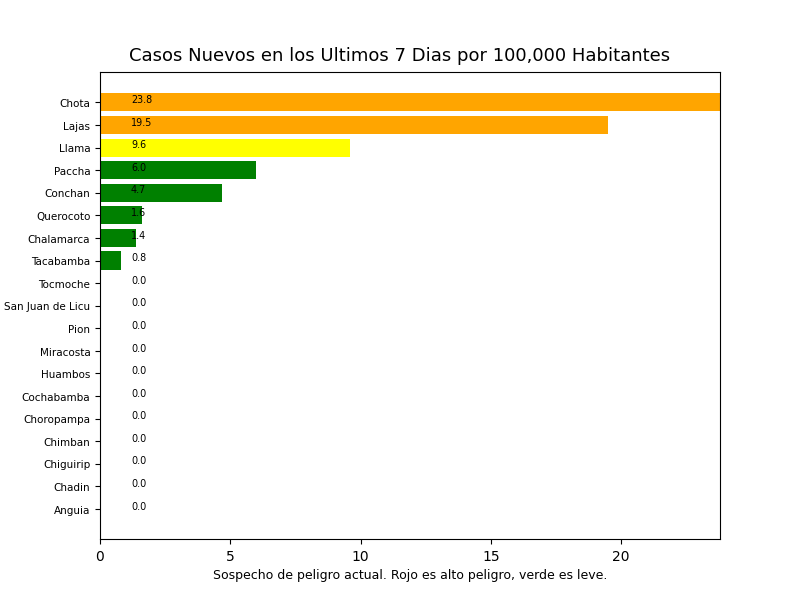 Casos Nuevos en los Ultimos 7 Dias por 100,000 Habitantes
Chota 23.8
Lajas 19.5
Llama 9.6
Paccha 6.0
Conchan 4.7
Querocoto 1.6
Chalamarca 1.4
Tacabamba 0.8
Tocmoche 0.0
San Juan de Licu 0.0
Pion 0.0
Miracosta 0.0
Huambos 0.0
Cochabamba 0.0
Choropampa 0.0
Chimban 0.0
Chiguirip 0.0
Chadin 0.0
Anguia 0.0
0 5 10 15 20
Sospecho de peligro actual. Rojo es alto peligro, verde es leve.